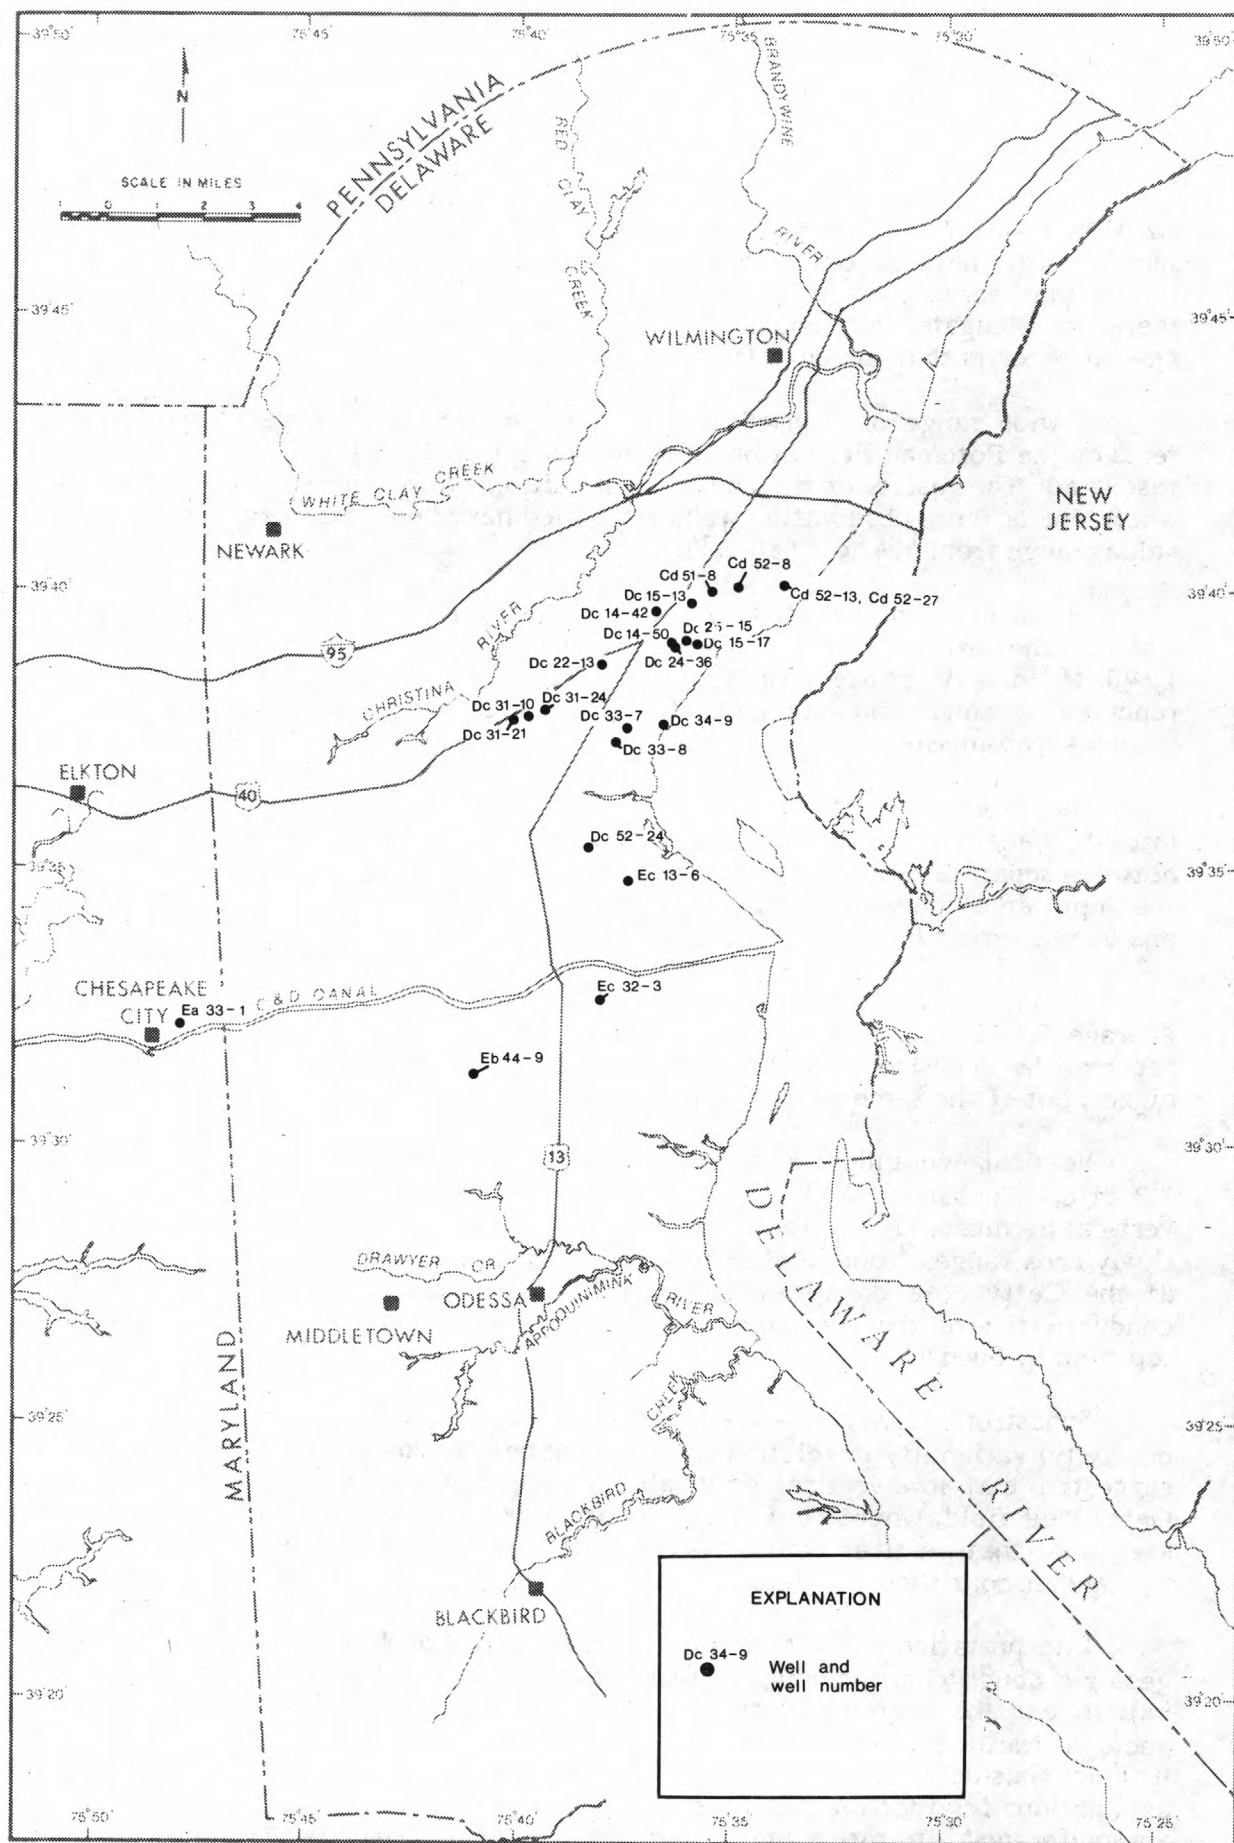 39°50'
75°45'
75°40'
75°35'
75°30'
39°50'
N
SCALE IN MILES
1 0 1 2 3 4
PENNSYLVANIA
DELAWARE
RED CLAY CREEK
BRANDYWINE RIVER
39°45'
39°45'
WILMINGTON
WHITE CLAY CREEK
NEWARK
NEW
JERSEY
39°40'
39°40'
Cd 51-8
Cd 52-8
Cd 52-13, Cd 52-27
Dc 15-13
Dc 14-42
Dc 14-50
Dc 25-15
Dc 15-17
Dc 24-36
Dc 22-13
95
CHRISTINA RIVER
Dc 31-10
Dc 31-24
Dc 31-21
Dc 33-7
Dc 34-9
Dc 33-8
ELKTON
40
Dc 52-24
39°35'
39°35'
Ec 13-6
CHESAPEAKE
CITY
Ea 33-1
C & D CANAL
Ec 32-3
Eb 44-9
39°30'
39°30'
13
DRAWYER CR.
ODESSA
MIDDLETOWN
APPOQUINIMINK RIVER
DELAWARE RIVER
MARYLAND
39°25'
39°25'
BLACKBIRD CREEK
BLACKBIRD
EXPLANATION
Dc 34-9
Well and
well number
39°20'
39°20'
75°50'
75°45'
75°40'
75°35'
75°30'
75°25'